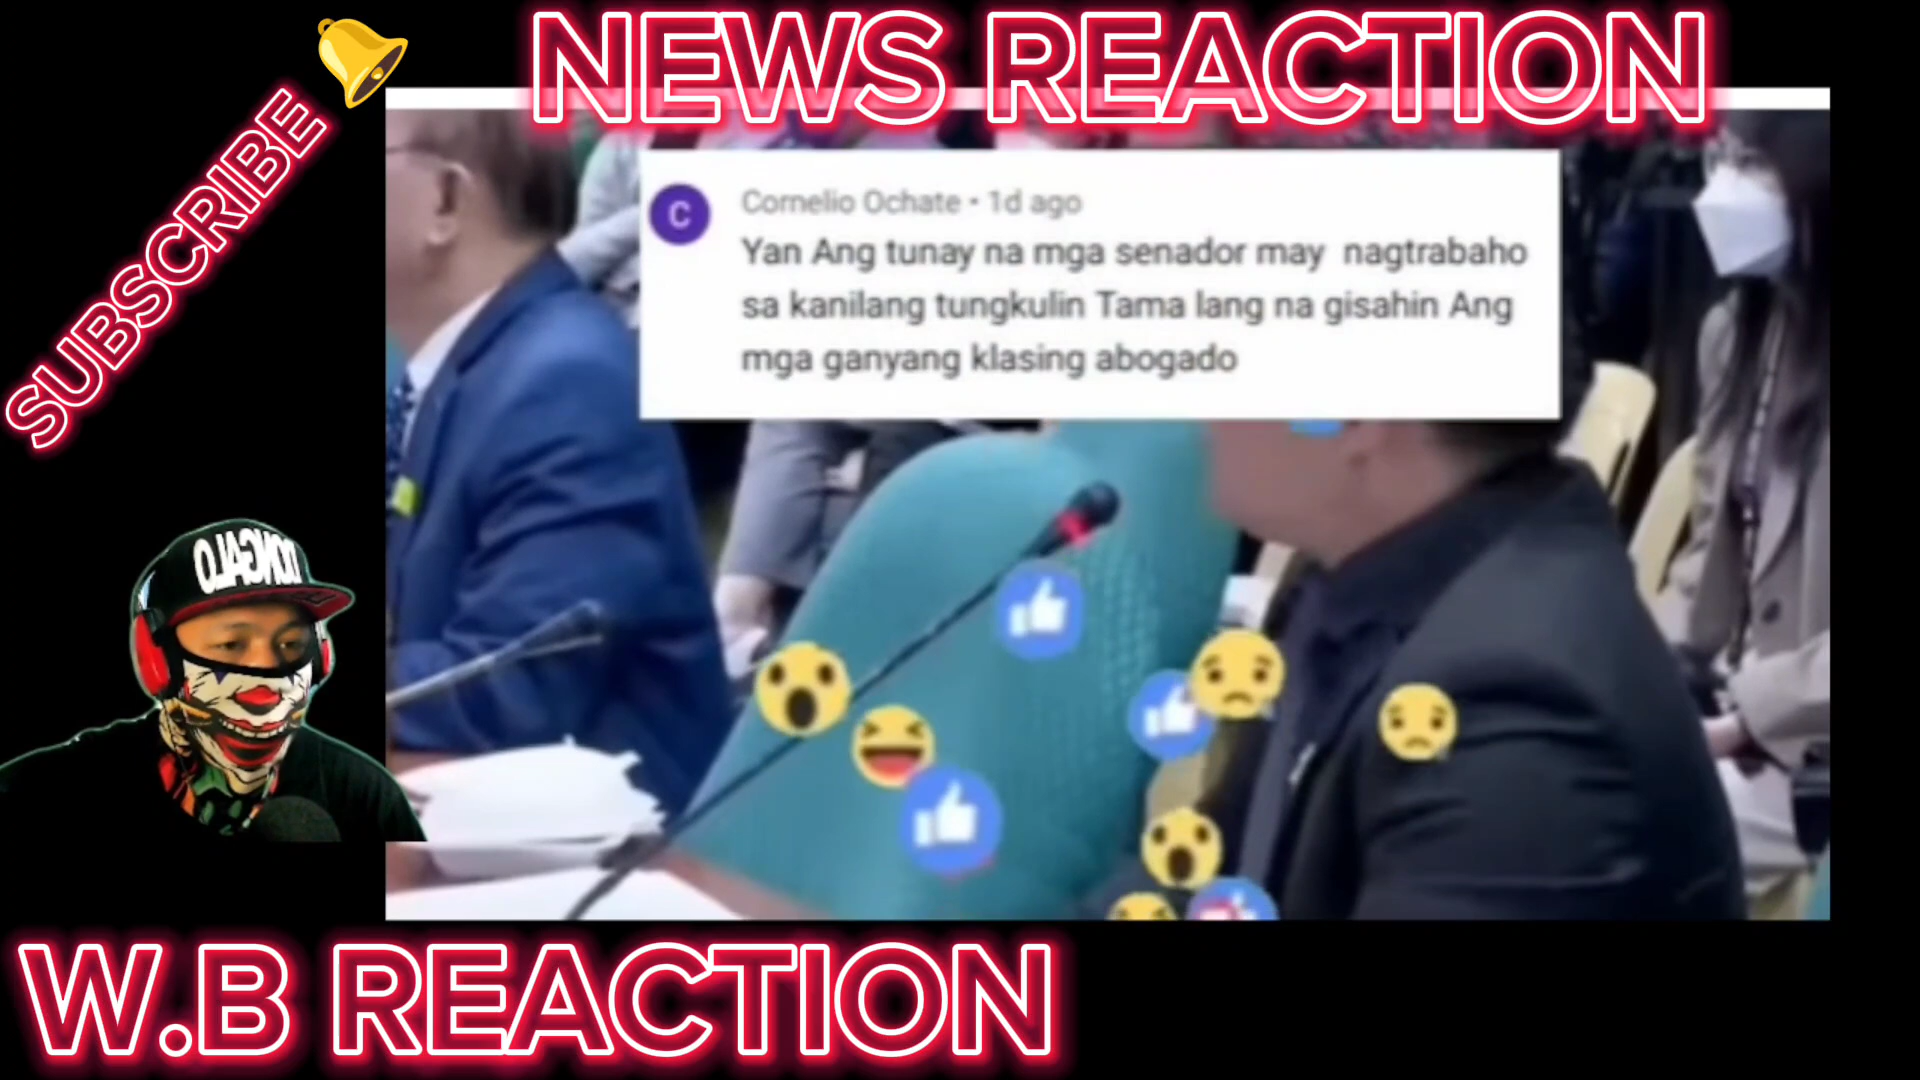 NEWS REACTION
SUBSCRIBE
Cornelio Ochate • 1d ago
C
Yan Ang tunay na mga senador may nagtrabaho
sa kanilang tungkulin Tama lang na gisahin Ang
mga ganyang klasing abogado
CONGALO
W.B REACTION